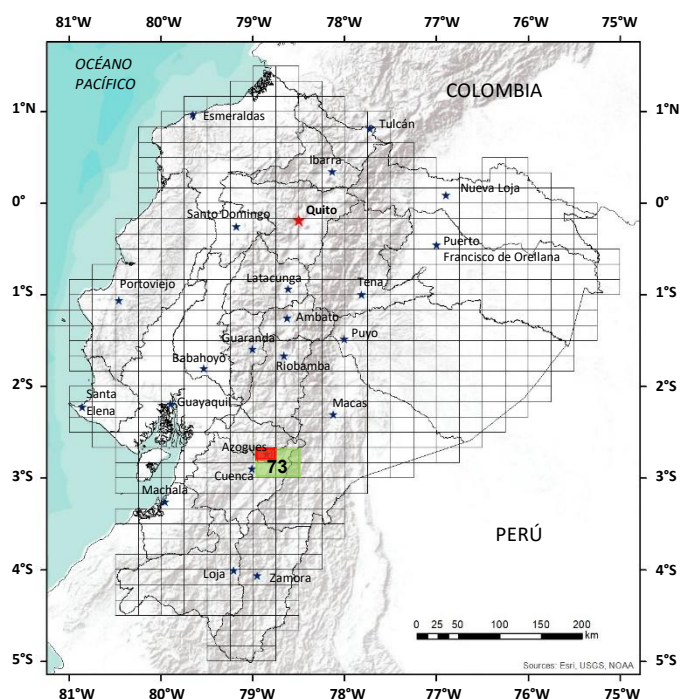 81°W 80°W 79°W 78°W 77°W 76°W 75°W
OCÉANO
PACÍFICO
COLOMBIA
1°N 1°N
Esmeraldas
Tulcán
Ibarra
Nueva Loja
0° 0°
Santo Domingo
Quito
Puerto
Francisco de Orellana
Latacunga
Portoviejo
Tena
1°S 1°S
Ambato
Guaranda
Puyo
Babahoyo
Riobamba
2°S 2°S
Santa
Elena
Guayaquil
Macas
Azogues
73
Cuenca
3°S 3°S
Machala
PERÚ
4°S 4°S
Loja
Zamora
0 25 50 100 150 200
km
5°S 5°S
Sources: Esri, USGS, NOAA
81°W 80°W 79°W 78°W 77°W 76°W 75°W